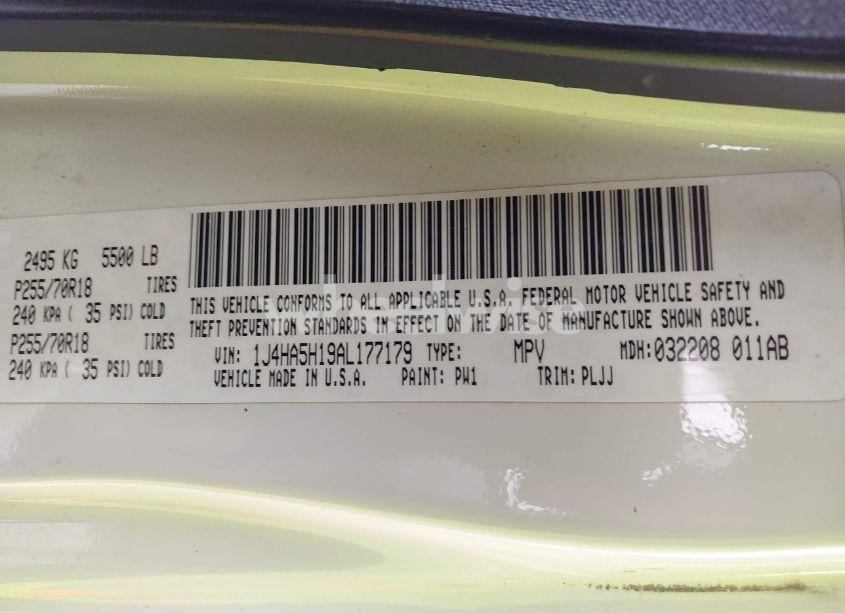 2495 KG 5500 LB
P255/70R18 TIRES
240 KPA ( 35 PSI) COLD
P255/70R18 TIRES
240 KPA ( 35 PSI) COLD
THIS VEHICLE CONFORMS TO ALL APPLICABLE U.S.A. FEDERAL MOTOR VEHICLE SAFETY AND
THEFT PREVENTION STANDARDS IN EFFECT ON THE DATE OF MANUFACTURE SHOWN ABOVE.
VIN: 1J4HA5H19AL177179 TYPE: MPV MDH:032208 011AB
VEHICLE MADE IN U.S.A. PAINT: PW1 TRIM: PLJJ